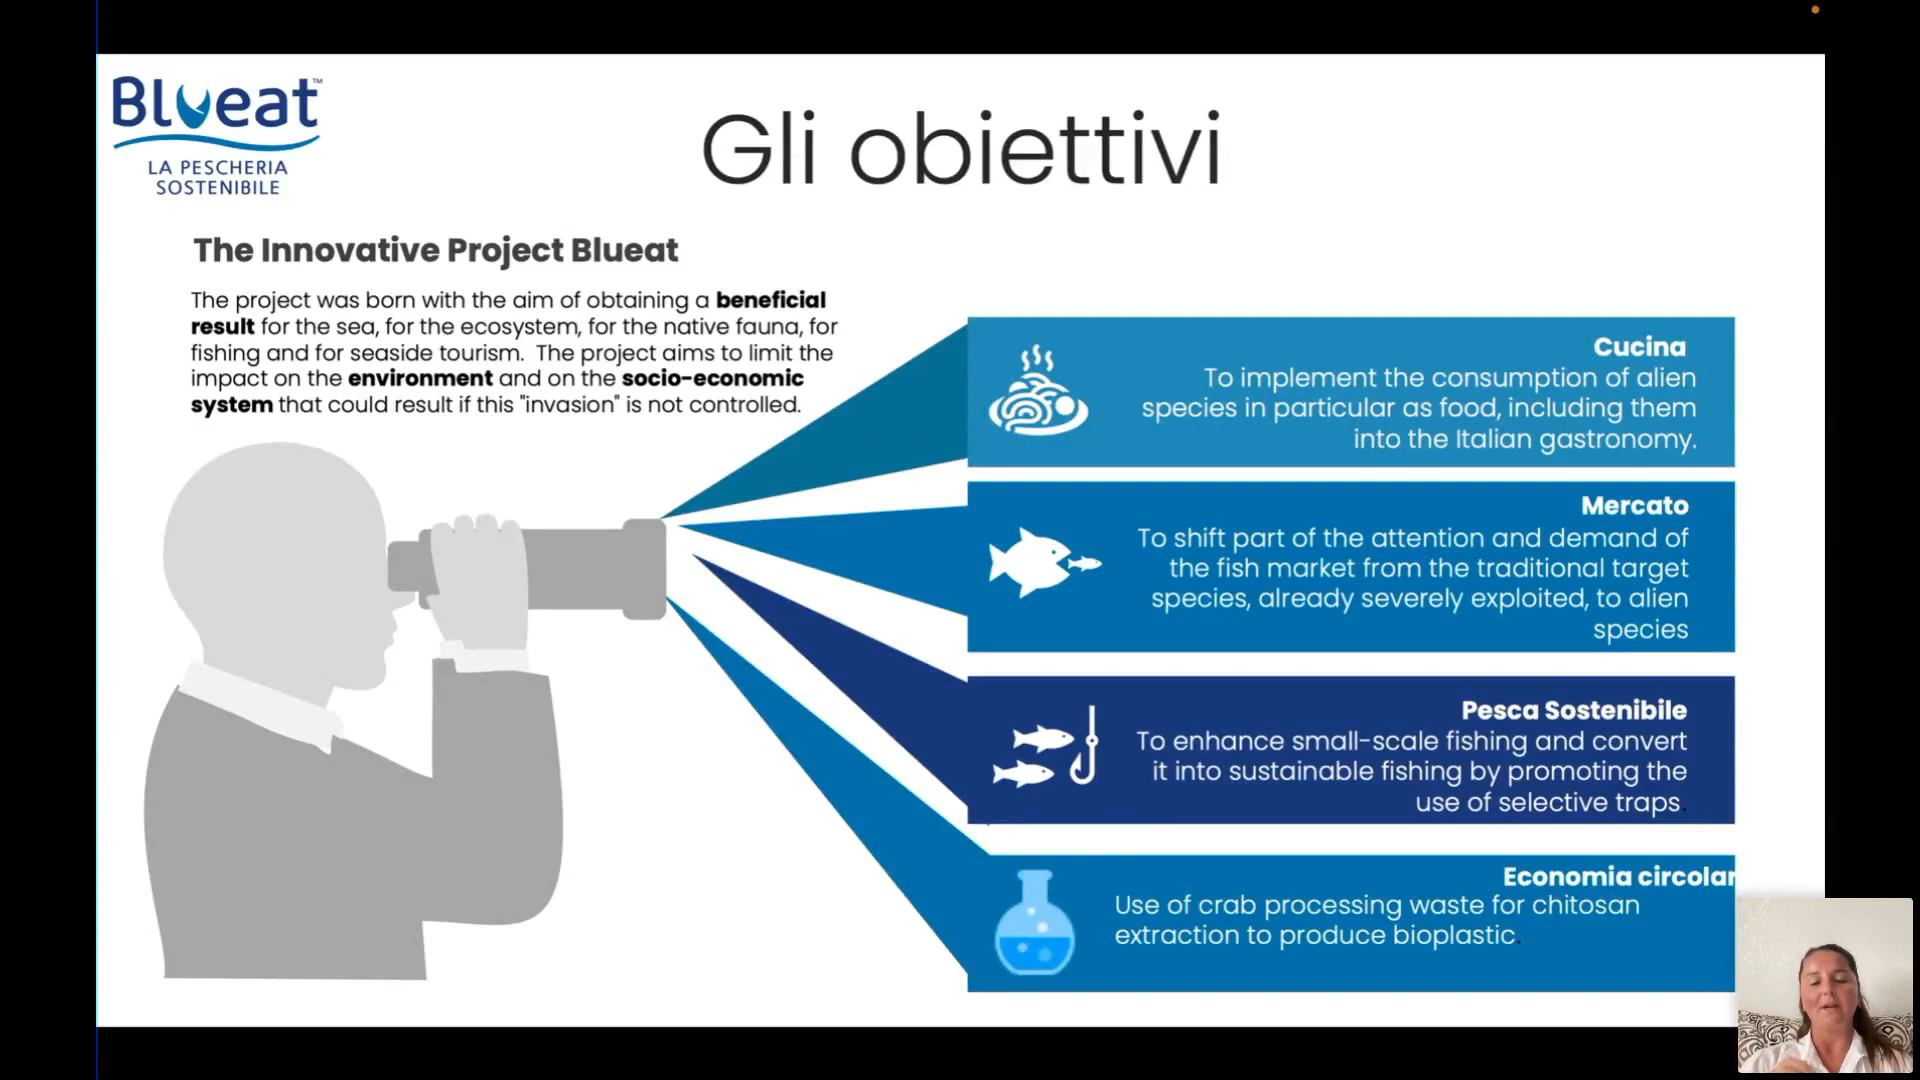 Blueat™
LA PESCHERIA
SOSTENIBILE
Gli obiettivi
The Innovative Project Blueat
The project was born with the aim of obtaining a beneficial
result for the sea, for the ecosystem, for the native fauna, for
fishing and for seaside tourism. The project aims to limit the
impact on the environment and on the socio-economic
system that could result if this "invasion" is not controlled.
Cucina
To implement the consumption of alien
species in particular as food, including them
into the Italian gastronomy.
Mercato
To shift part of the attention and demand of
the fish market from the traditional target
species, already severely exploited, to alien
species
Pesca Sostenibile
To enhance small-scale fishing and convert
it into sustainable fishing by promoting the
use of selective traps.
Economia circolar
Use of crab processing waste for chitosan
extraction to produce bioplastic.